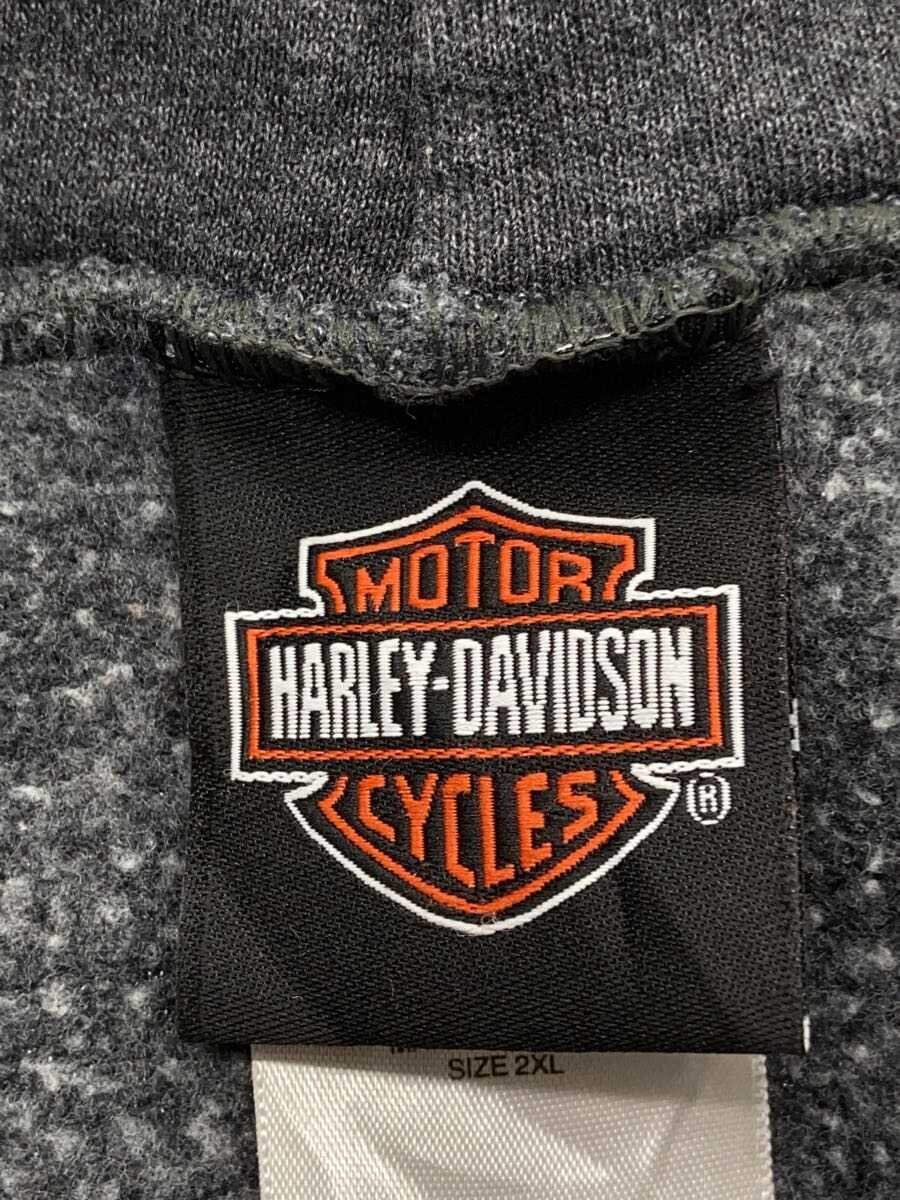 MOTOR
HARLEY-DAVIDSON
CYCLES
®
SIZE 2XL